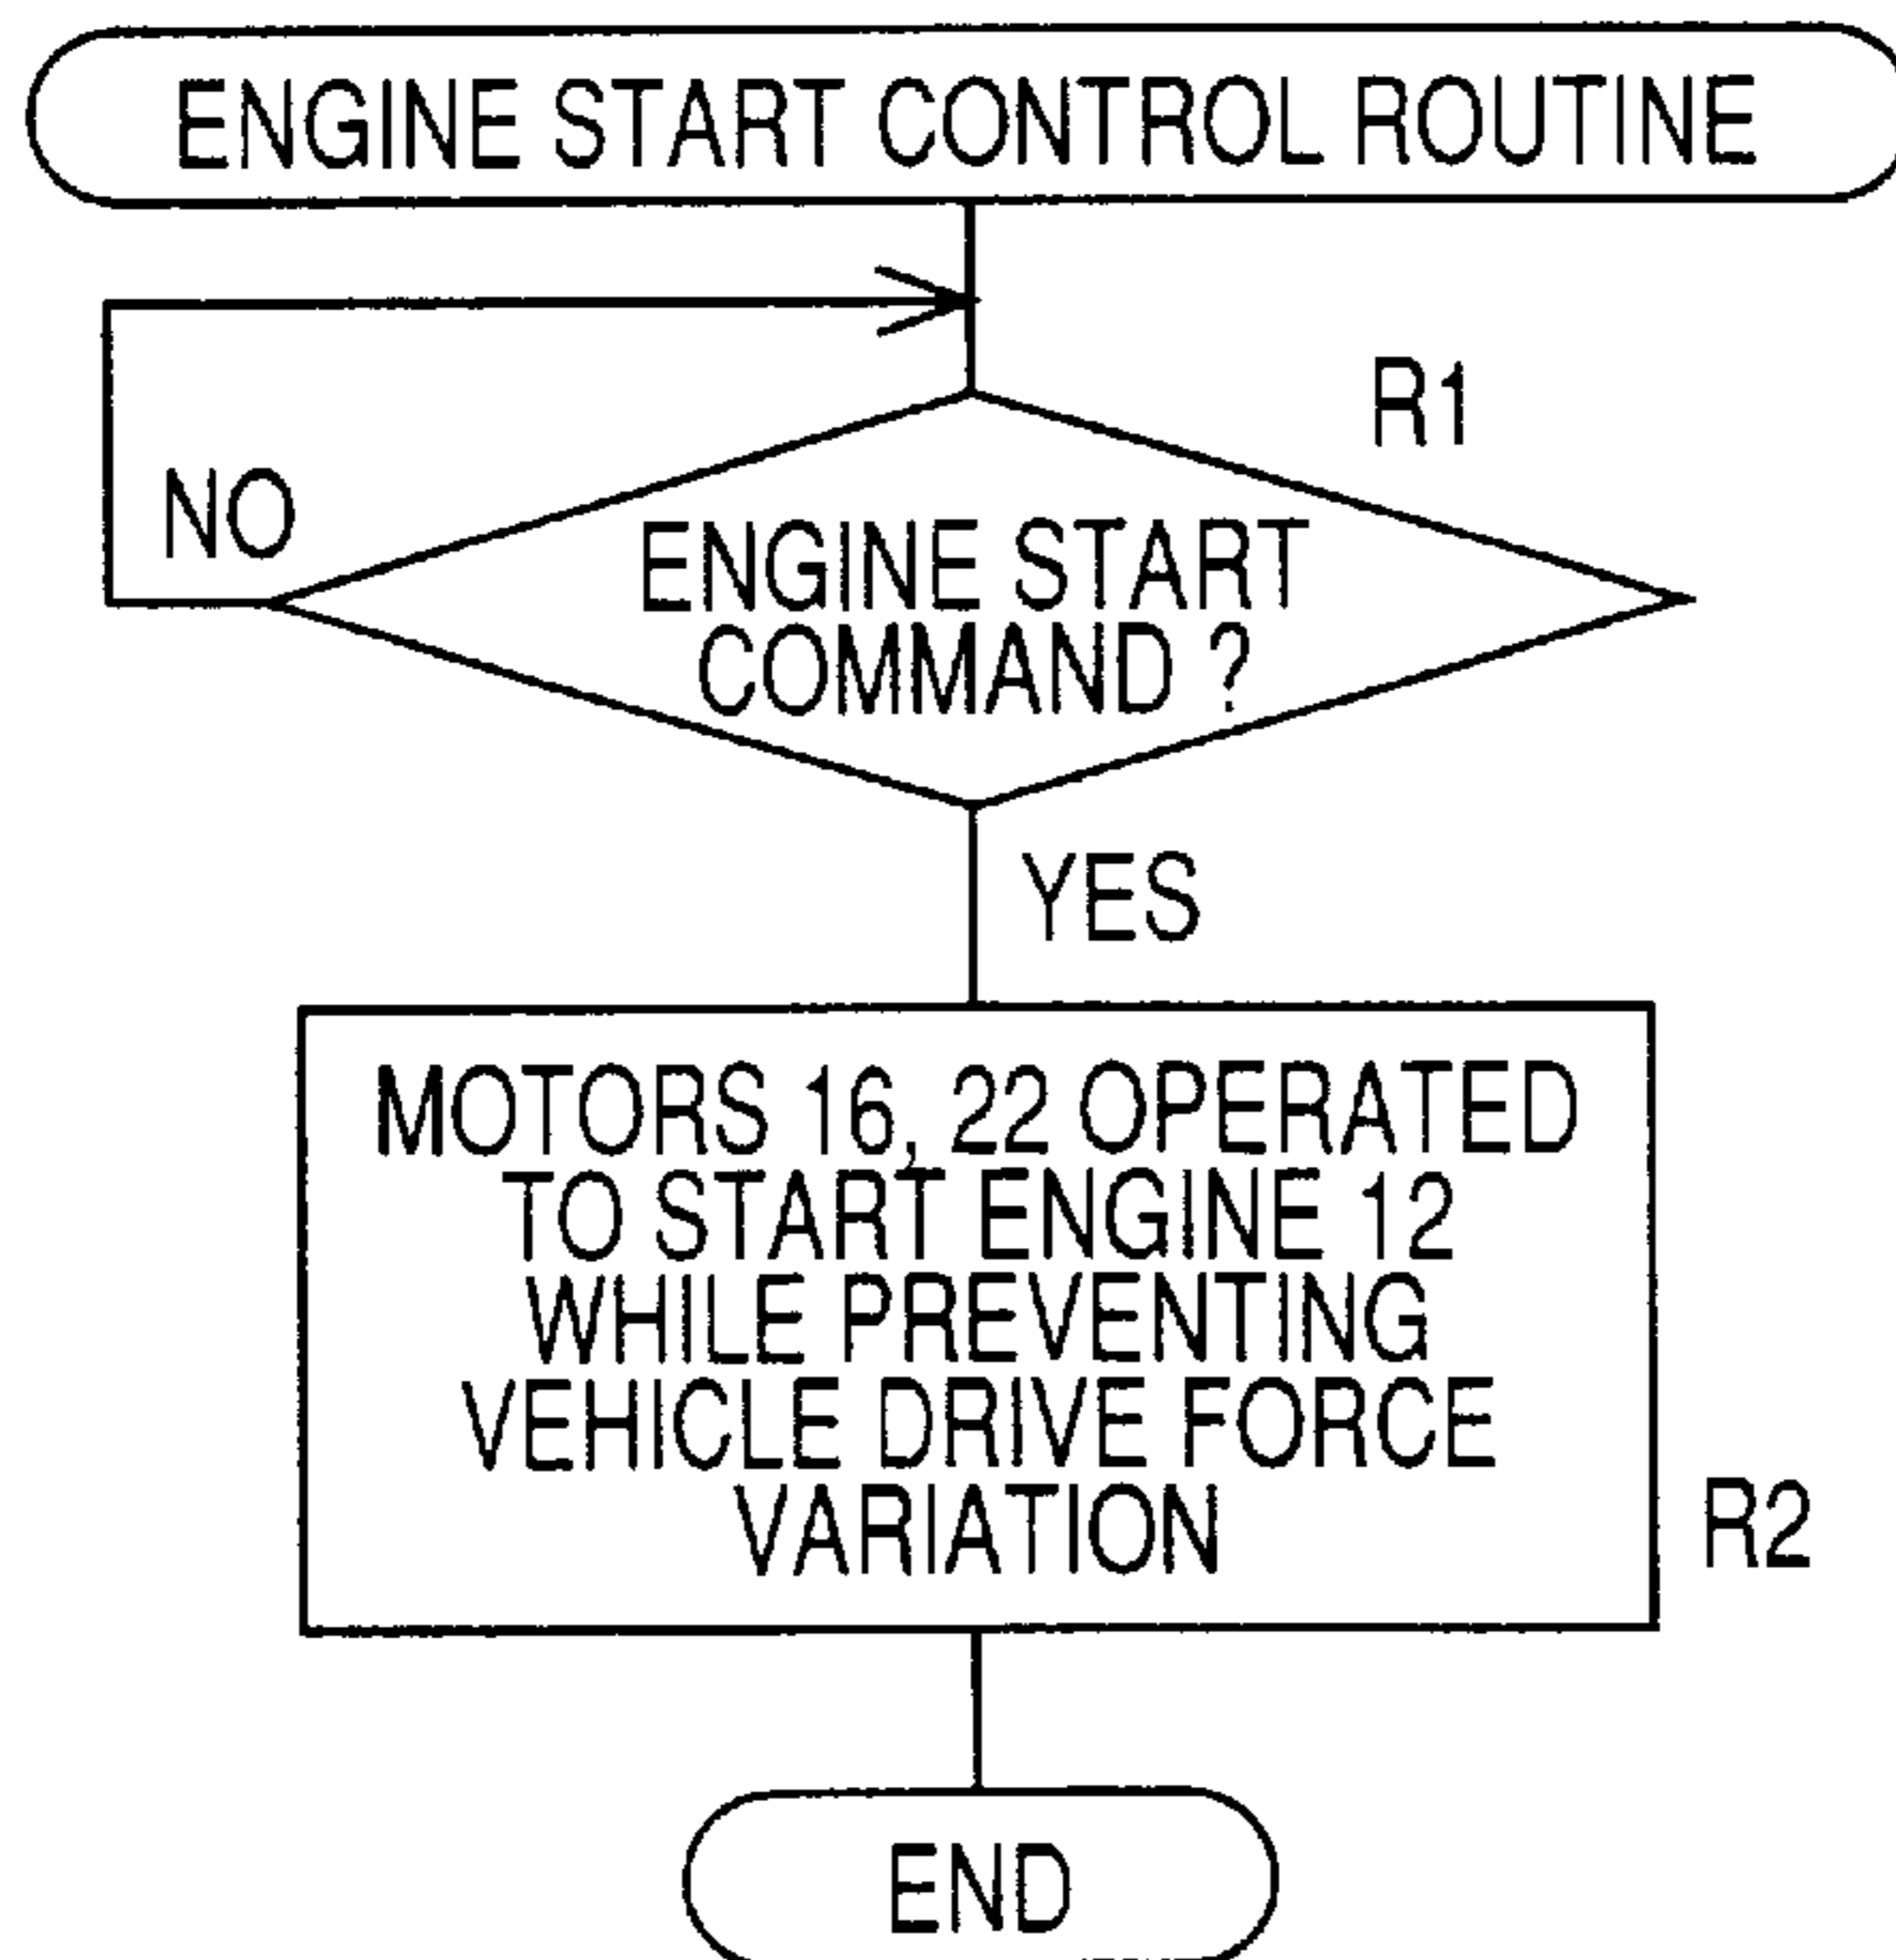 ENGINE START CONTROL ROUTINE
R1
NO
ENGINE START
COMMAND ?
YES
MOTORS 16, 22 OPERATED
TO START ENGINE 12
WHILE PREVENTING
VEHICLE DRIVE FORCE
VARIATION
R2
END